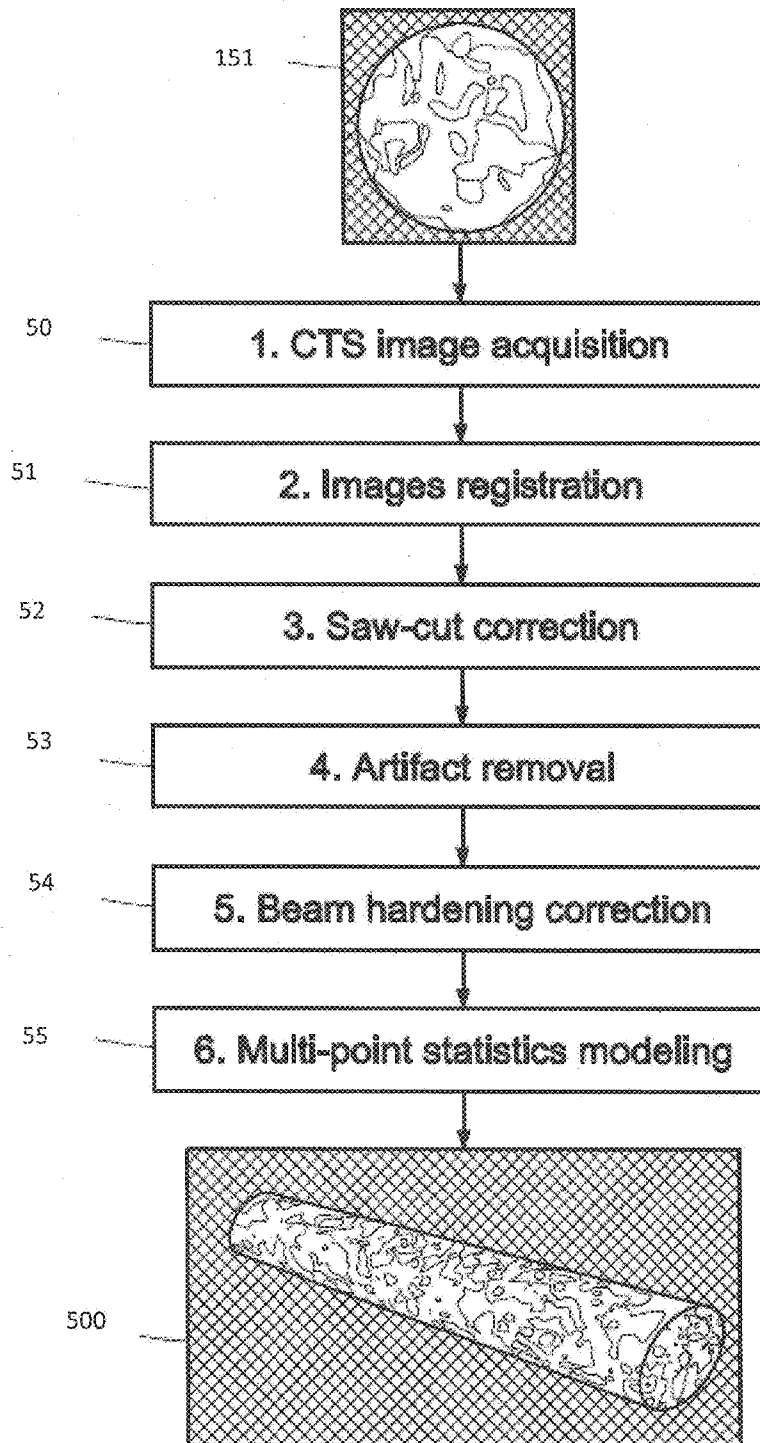 151
50
1. CTS image acquisition
51
2. Images registration
52
3. Saw-cut correction
53
4. Artifact removal
54
5. Beam hardening correction
55
6. Multi-point statistics modeling
500